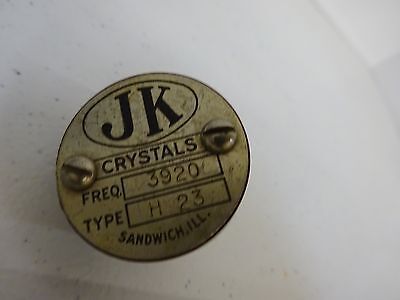 JK
CRYSTALS
FREQ. 3920
TYPE H 23
SANDWICH, ILL.